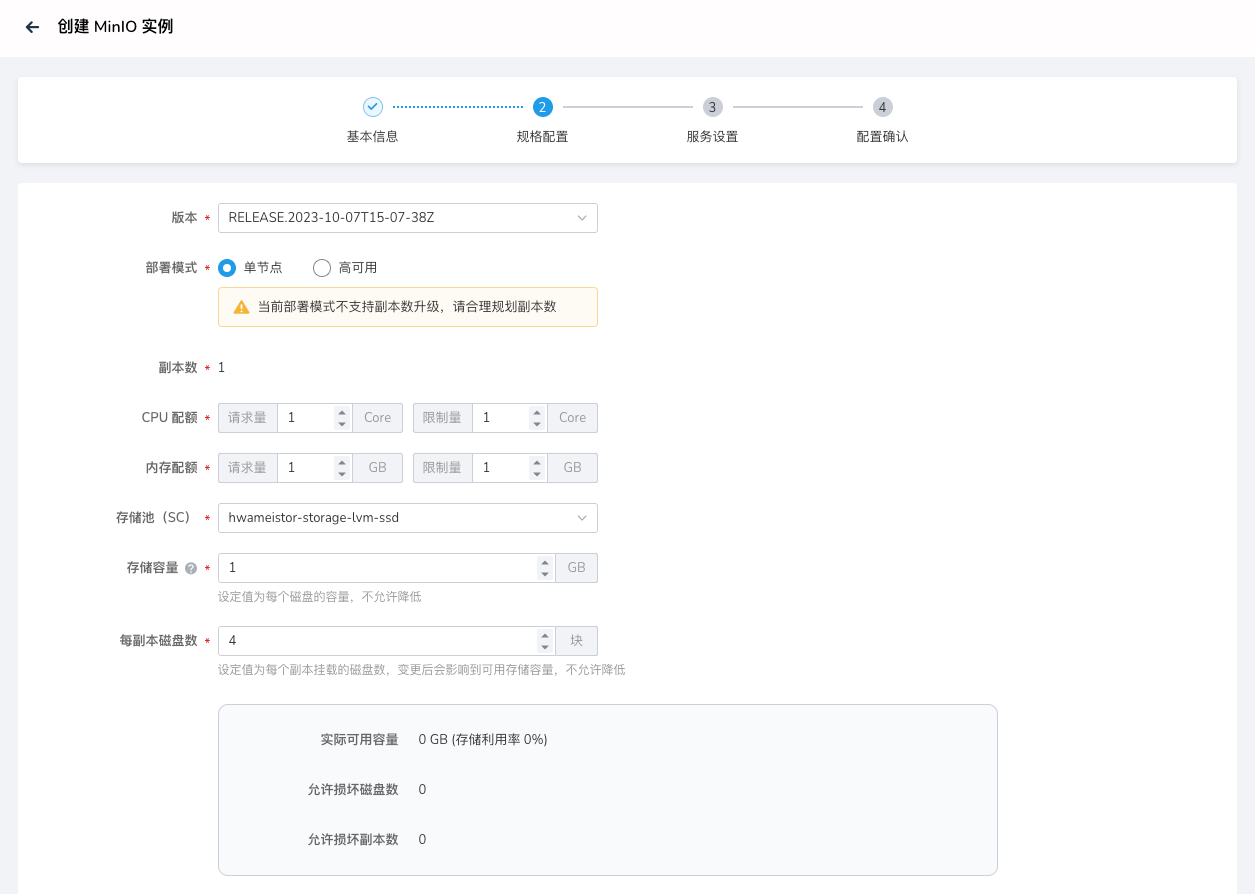 创建 MinIO 实例
2 3 4
基本信息 规格配置 服务设置 配置确认
版本 * RELEASE.2023-10-07T15-07-38Z
部署模式 * 单节点 高可用
当前部署模式不支持副本数升级，请合理规划副本数
副本数 * 1
CPU 配额 * 请求量 1 Core 限制量 1 Core
内存配额 * 请求量 1 GB 限制量 1 GB
存储池（SC） * hwameistor-storage-lvm-ssd
存储容量 ? * 1 GB
设定值为每个磁盘的容量，不允许降低
每副本磁盘数 * 4 块
设定值为每个副本挂载的磁盘数，变更后会影响到可用存储容量，不允许降低
实际可用容量 0 GB (存储利用率 0%)
允许损坏磁盘数 0
允许损坏副本数 0